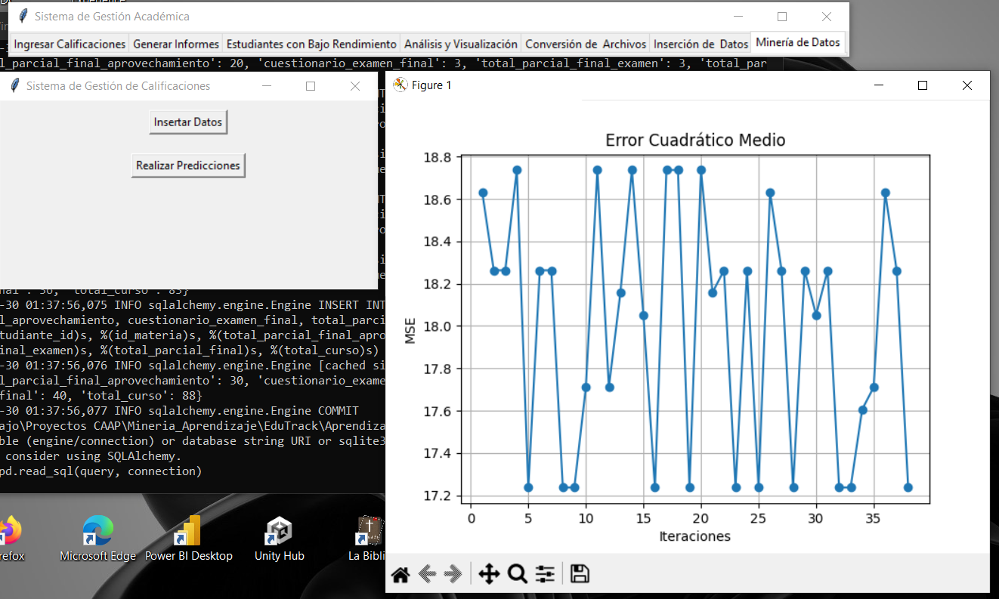 Experience
Sistema de Gestión Académica
Ingresar Calificaciones
Generar Informes
Estudiantes con Bajo Rendimiento
Análisis y Visualización
Conversión de Archivos
Inserción de Datos
Minería de Datos
l_parcial_final_aprovechamiento': 20, 'cuestionario_examen_final': 3, 'total_parcial_final_examen': 3, 'total_par
Sistema de Gestión de Calificaciones
Insertar Datos
Realizar Predicciones
'total_curso': 85}
-30 01:37:56,075 INFO sqlalchemy.engine.Engine INSERT INT
l_aprovechamiento, cuestionario_examen_final, total_parci
tudiante_id)s, %(id_materia)s, %(total_parcial_final_apro
inal_examen)s, %(total_parcial_final)s, %(total_curso)s)
-30 01:37:56,076 INFO sqlalchemy.engine.Engine [cached si
l_parcial_final_aprovechamiento': 30, 'cuestionario_exame
final': 40, 'total_curso': 88}
-30 01:37:56,077 INFO sqlalchemy.engine.Engine COMMIT
ajo\Proyectos CAAP\Mineria_Aprendizaje\EduTrack\Aprendiza
ble (engine/connection) or database string URI or sqlite3
consider using SQLAlchemy.
pd.read_sql(query, connection)
Figure 1
Error Cuadrático Medio
18.8
18.6
18.4
18.2
18.0
17.8
17.6
17.4
17.2
MSE
0 5 10 15 20 25 30 35
Iteraciones
refox
Microsoft Edge
Power BI Desktop
Unity Hub
La Bibli